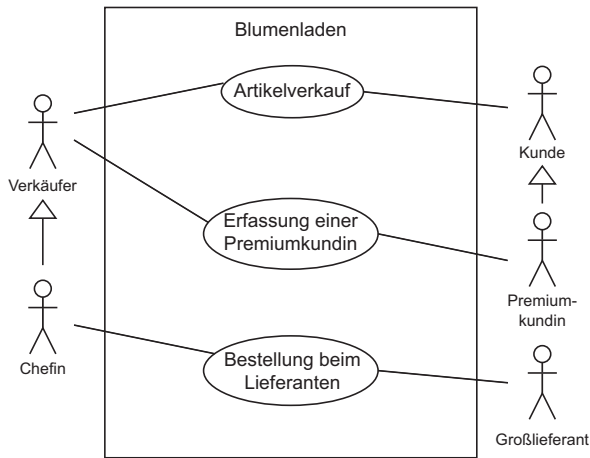 Blumenladen
Artikelverkauf
Verkäufer
Kunde
Erfassung einer
Premiumkundin
Premium-
kundin
Chefin
Bestellung beim
Lieferanten
Großlieferant